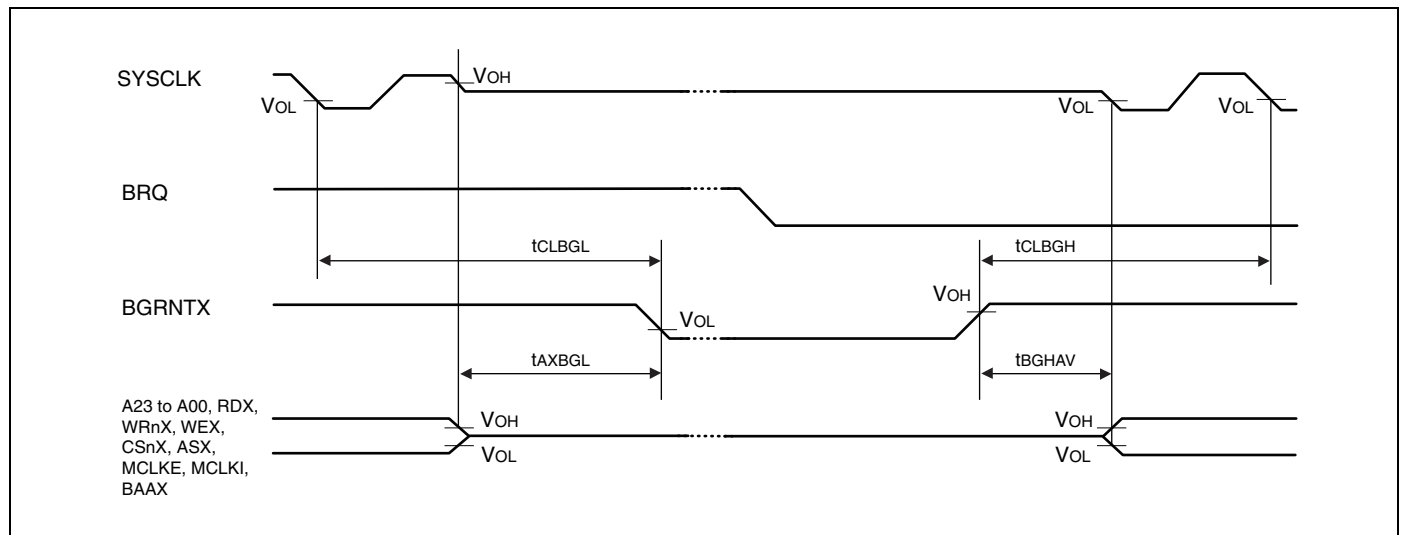 SYSCLK
VOH
VOL
VOL
VOL
BRQ
tCLBGL
tCLBGH
BGRNTX
VOH
VOL
tAXBGL
tBGHAV
A23 to A00, RDX,
WRnX, WEX,
CSnX, ASX,
MCLKE, MCLKI,
BAAX
VOH
VOL
VOH
VOL